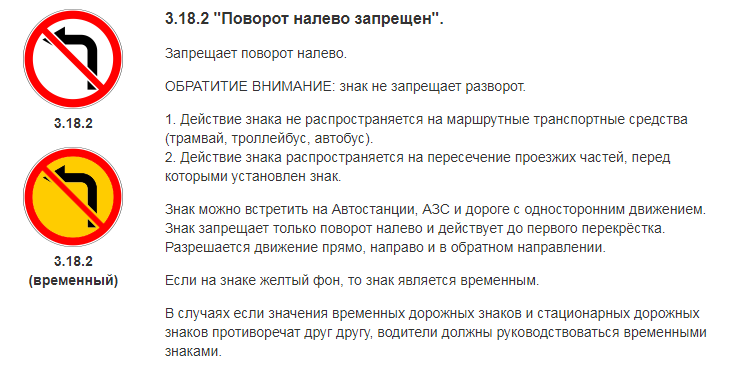 3.18.2 "Поворот налево запрещен".
Запрещает поворот налево.
ОБРАТИТИЕ ВНИМАНИЕ: знак не запрещает разворот.
3.18.2
1. Действие знака не распространяется на маршрутные транспортные средства
(трамвай, троллейбус, автобус).
2. Действие знака распространяется на пересечение проезжих частей, перед
которыми установлен знак.
Знак можно встретить на Автостанции, АЗС и дороге с односторонним движением.
Знак запрещает только поворот налево и действует до первого перекрёстка.
Разрешается движение прямо, направо и в обратном направлении.
3.18.2
(временный)
Если на знаке желтый фон, то знак является временным.
В случаях если значения временных дорожных знаков и стационарных дорожных
знаков противоречат друг другу, водители должны руководствоваться временными
знаками.